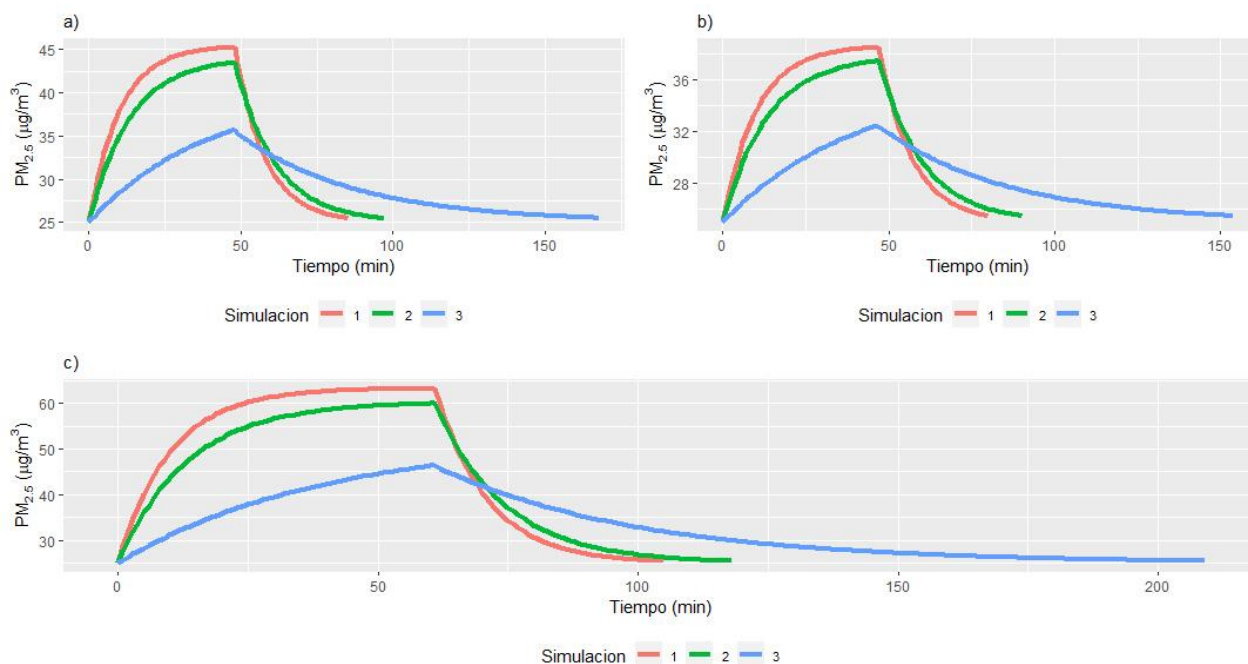 a)
PM2.5 (µg/m³)
45
40
35
30
25
0 50 100 150
Tiempo (min)
Simulacion 1 2 3
b)
PM2.5 (µg/m³)
36
32
28
0 50 100 150
Tiempo (min)
Simulacion 1 2 3
c)
PM2.5 (µg/m³)
60
50
40
30
0 50 100 150 200
Tiempo (min)
Simulacion 1 2 3